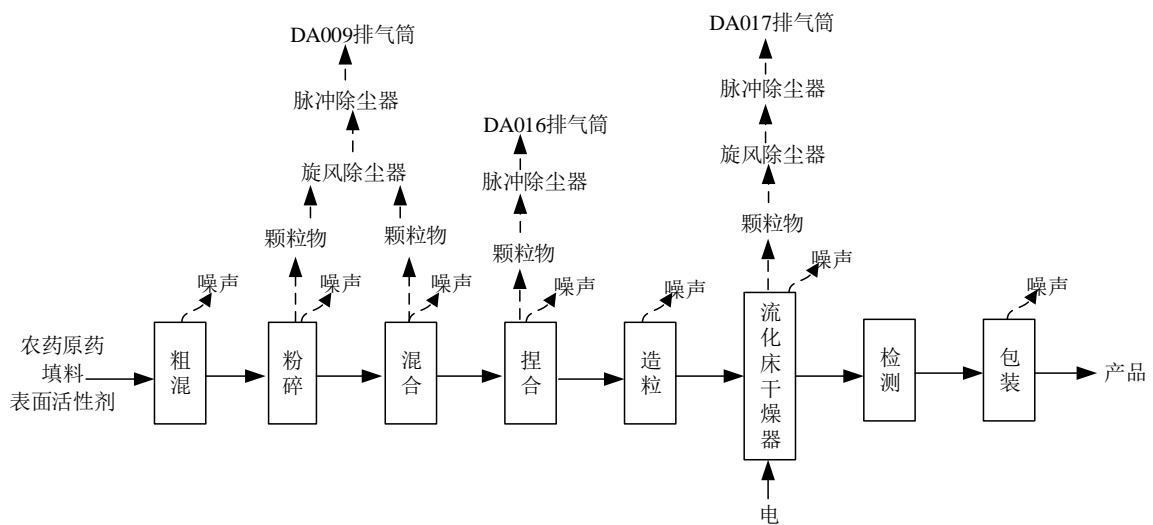 DA009排气筒
DA017排气筒
脉冲除尘器
脉冲除尘器
DA016排气筒
旋风除尘器
旋风除尘器
脉冲除尘器
颗粒物
颗粒物
颗粒物
颗粒物
噪声
噪声
噪声
噪声
噪声
噪声
噪声
农药原药
填料
表面活性剂
粗混
粉碎
混合
捏合
造粒
流化床干燥器
检测
包装
产品
电